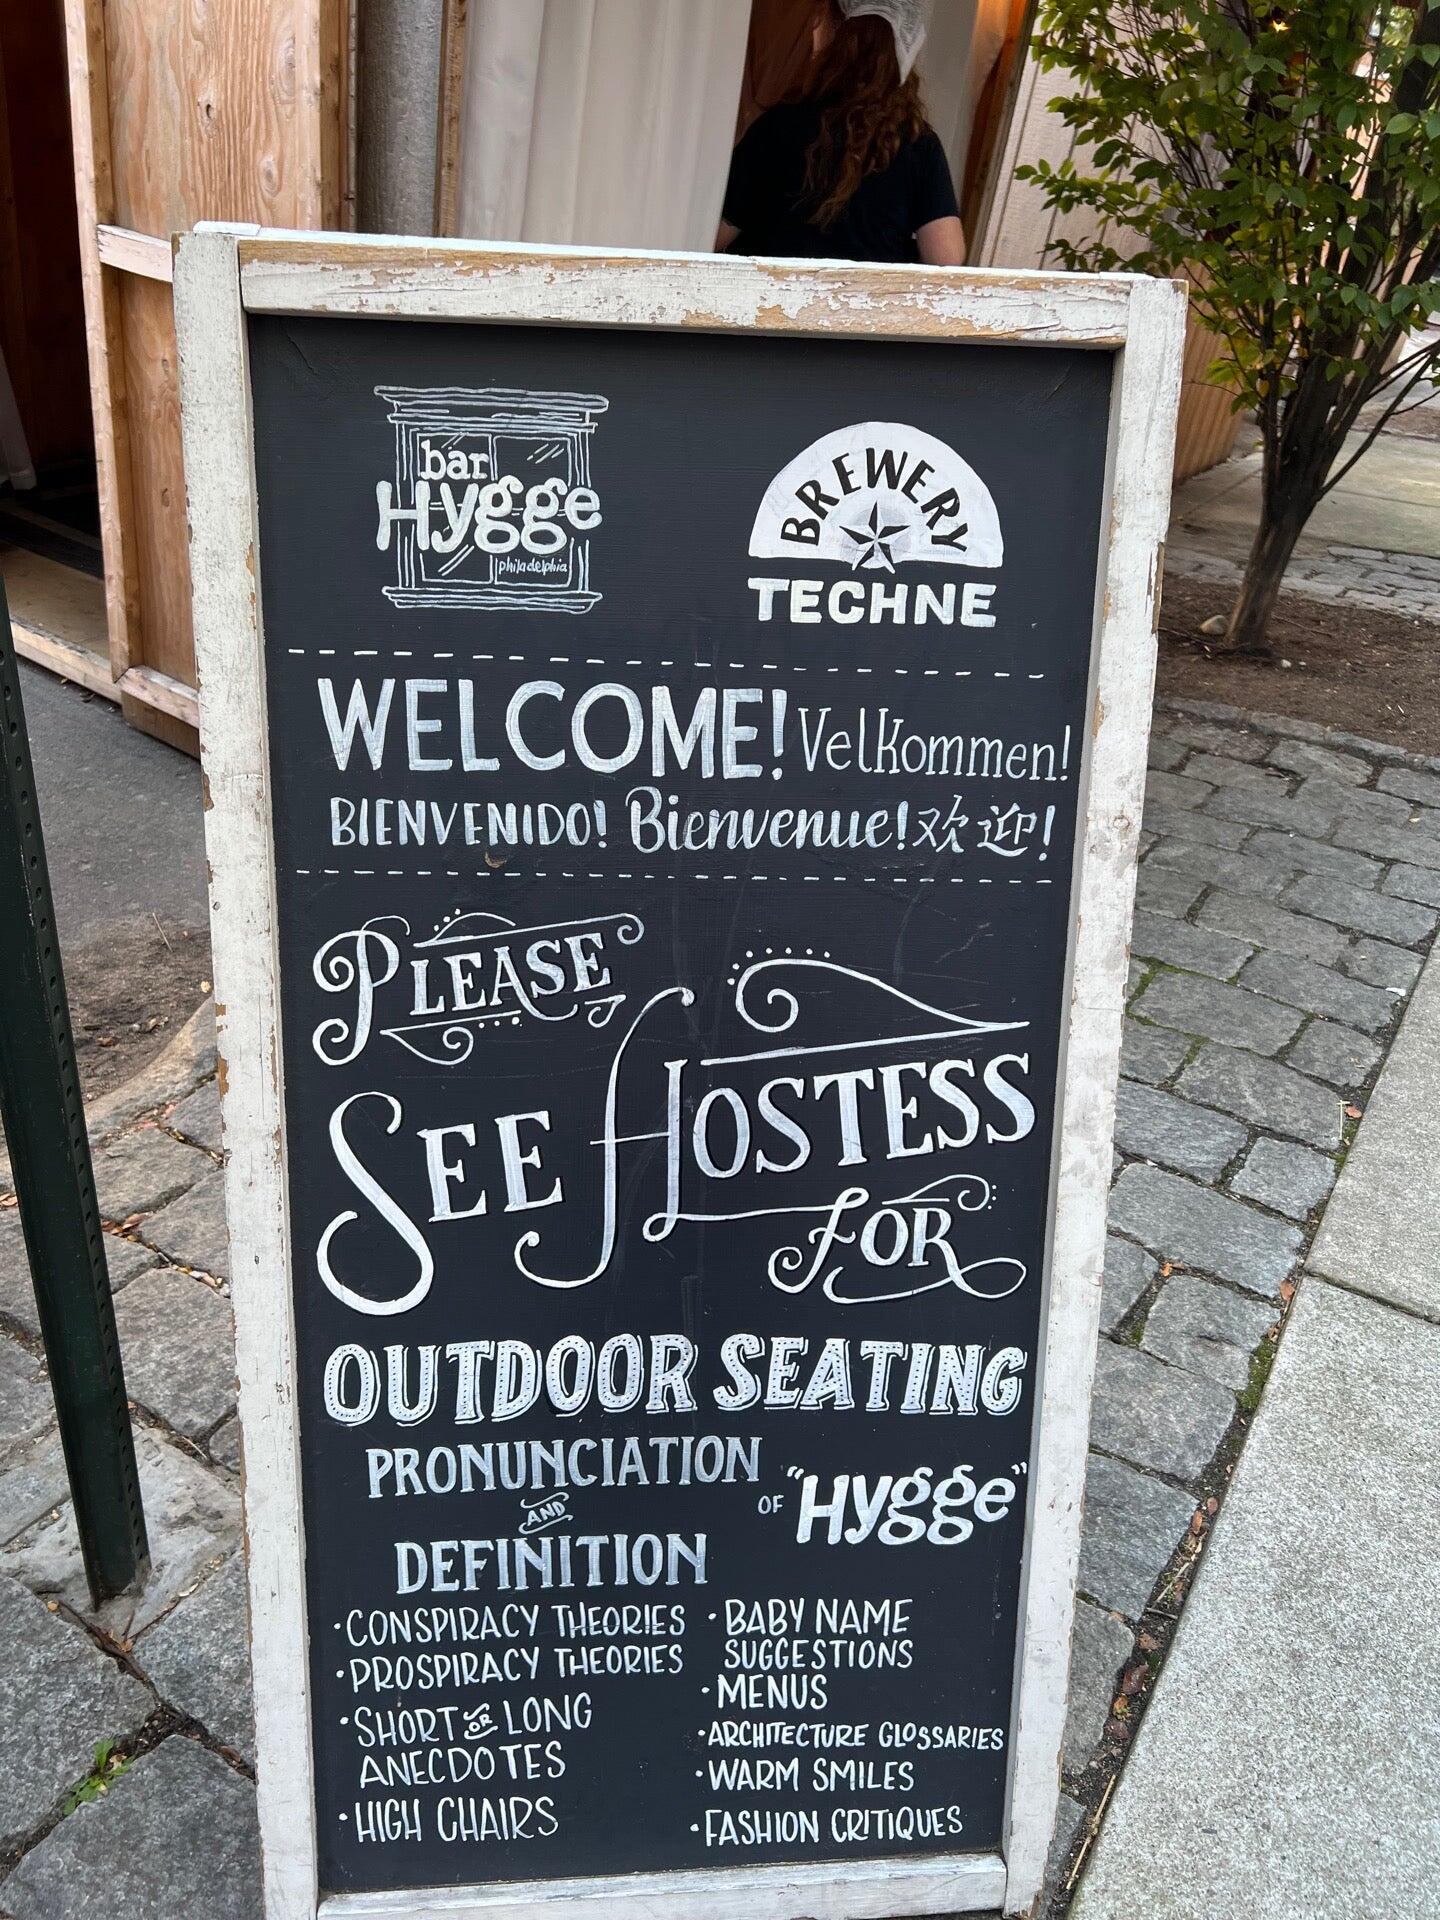 bar
Hygge
philadelphia
BREWERY
TECHNE
WELCOME! Velkommen!
BIENVENIDO! Bienvenue! 欢迎!
PLEASE
SEE HOSTESS
FOR
OUTDOOR SEATING
PRONUNCIATION
AND
DEFINITION
OF "Hygge"
·CONSPIRACY THEORIES
·PROSPIRACY THEORIES
·SHORT OR LONG
ANECDOTES
·HIGH CHAIRS
·BABY NAME
SUGGESTIONS
·MENUS
·ARCHITECTURE GLOSSARIES
·WARM SMILES
·FASHION CRITIQUES